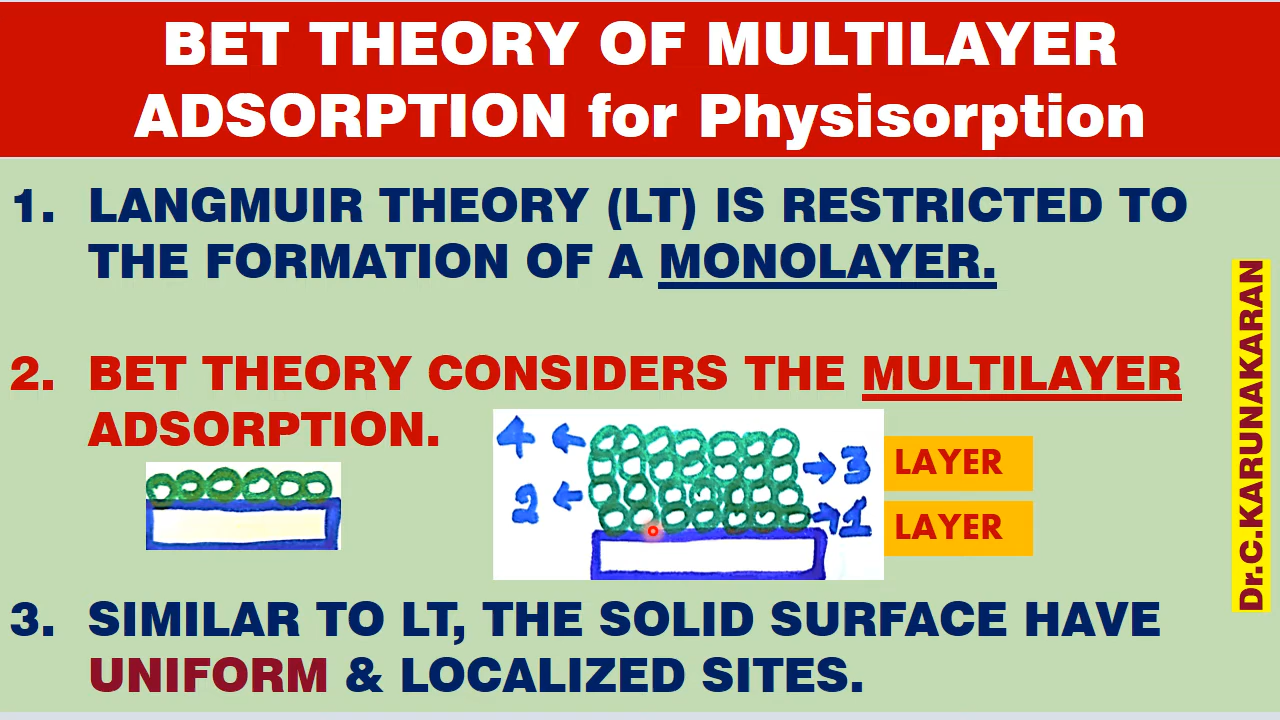 BET THEORY OF MULTILAYER
ADSORPTION for Physisorption
1. LANGMUIR THEORY (LT) IS RESTRICTED TO
THE FORMATION OF A MONOLAYER.
2. BET THEORY CONSIDERS THE MULTILAYER
ADSORPTION.
4
3 LAYER
2
1 LAYER
3. SIMILAR TO LT, THE SOLID SURFACE HAVE
UNIFORM & LOCALIZED SITES.
Dr.C.KARUNAKARAN